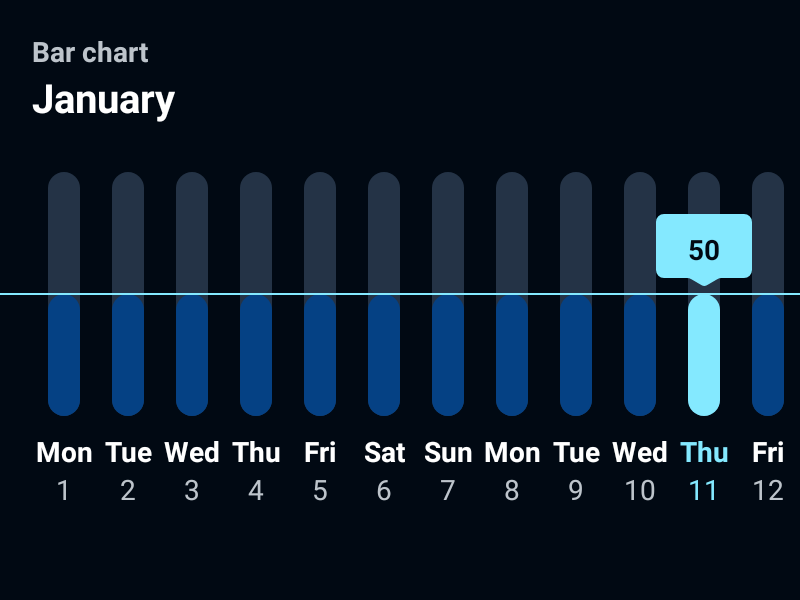 Bar chart
January
50
Mon Tue Wed Thu Fri Sat Sun Mon Tue Wed Thu Fri
1 2 3 4 5 6 7 8 9 10 11 12